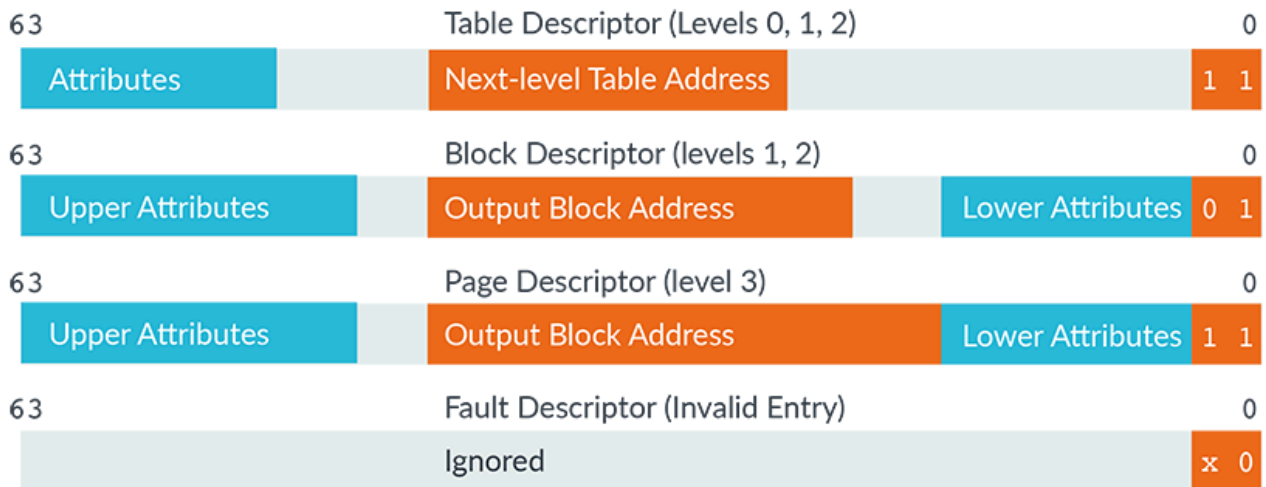 63 Table Descriptor (Levels 0, 1, 2) 0
Attributes Next-level Table Address 1 1
63 Block Descriptor (levels 1, 2) 0
Upper Attributes Output Block Address Lower Attributes 0 1
63 Page Descriptor (level 3) 0
Upper Attributes Output Block Address Lower Attributes 1 1
63 Fault Descriptor (Invalid Entry) 0
Ignored x 0